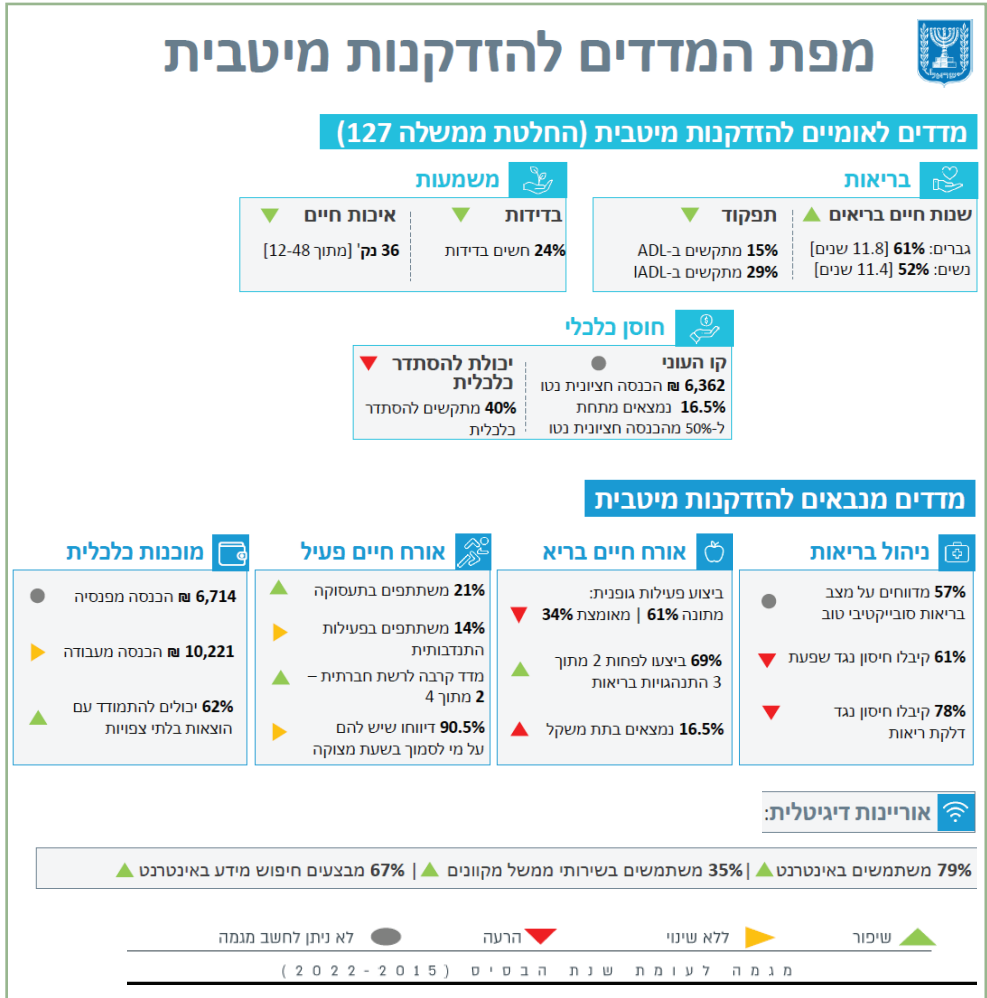 מפת המדדים להזדקנות מיטבית
מדדים לאומיים להזדקנות מיטבית (החלטת ממשלה 127)
בריאות
שנות חיים בריאים
גברים: 61% [11.8 שנים]
נשים: 52% [11.4 שנים]
תפקוד
15% מתקשים ב-ADL
29% מתקשים ב-IADL
משמעות
בדידות
24% חשים בדידות
איכות חיים
36 נק' [מתוך 12-48]
חוסן כלכלי
קו העוני
6,362 ₪ הכנסה חציונית נטו
16.5% נמצאים מתחת
ל-50% מהכנסה חציונית נטו
יכולת להסתדר
כלכלית
40% מתקשים להסתדר
כלכלית
מדדים מנבאים להזדקנות מיטבית
ניהול בריאות
57% מדווחים על מצב
בריאות סובייקטיבי טוב
61% קיבלו חיסון נגד שפעת
78% קיבלו חיסון נגד
דלקת ריאות
אורח חיים בריא
ביצוע פעילות גופנית:
מתונה 61% | מאומצת 34%
69% ביצעו לפחות 2 מתוך
3 התנהגויות בריאות
16.5% נמצאים בתת משקל
אורח חיים פעיל
21% משתתפים בתעסוקה
14% משתתפים בפעילות
התנדבותית
מדד קרבה לרשת חברתית –
2 מתוך 4
90.5% דיווחו שיש להם
על מי לסמוך בשעת מצוקה
מוכנות כלכלית
6,714 ₪ הכנסה מפנסיה
10,221 ₪ הכנסה מעבודה
62% יכולים להתמודד עם
הוצאות בלתי צפויות
אוריינות דיגיטלית:
79% משתמשים באינטרנט | 35% משתמשים בשירותי ממשל מקוונים | 67% מבצעים חיפוש מידע באינטרנט
שיפור ללא שינוי הרעה לא ניתן לחשב מגמה
מגמה לעומת שנת הבסיס (2015-2022)